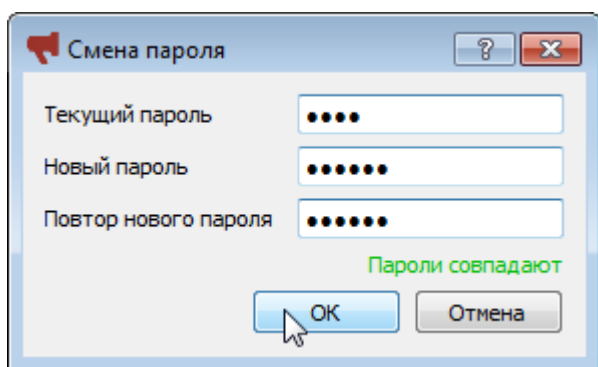 Смена пароля
Текущий пароль ••••
Новый пароль ••••••
Повтор нового пароля ••••••
Пароли совпадают
OK Отмена